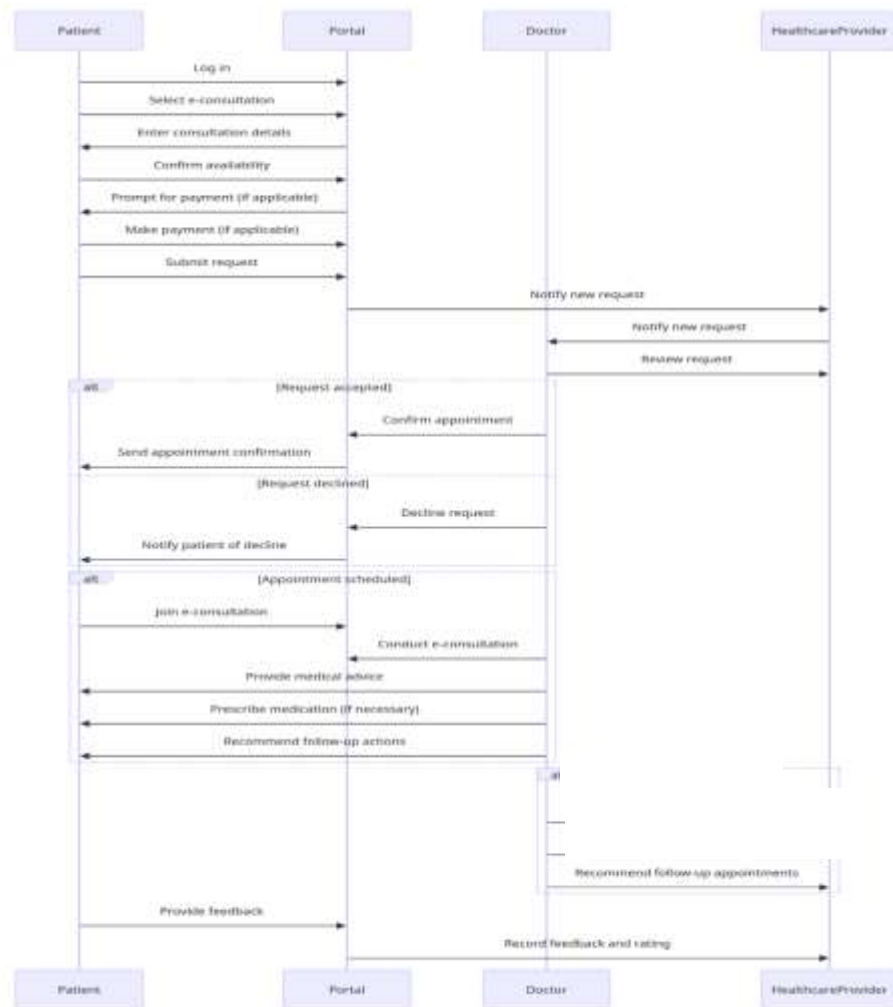 Patient Portal Doctor HealthcareProvider
Log in
Select e-consultation
Enter consultation details
Confirm availability
Prompt for payment (if applicable)
Make payment (if applicable)
Submit request
Notify new request
Notify new request
Review request
alt [Request accepted]
Confirm appointment
Send appointment confirmation
[Request declined]
Decline request
Notify patient of decline
alt [Appointment scheduled]
Join e-consultation
Conduct e-consultation
Provide medical advice
Prescribe medication (if necessary)
Recommend follow-up actions
Recommend follow-up appointments
Provide feedback
Record feedback and rating
Patient Portal Doctor HealthcareProvider